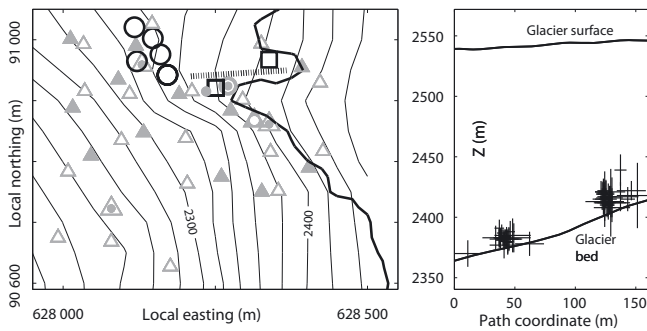 91 000
Local northing (m)
90 600
2300
2400
628 000
Local easting (m)
628 500
2550
Glacier surface
2500
Z (m)
2450
2400
Glacier
bed
2350
0
50
100
150
Path coordinate (m)